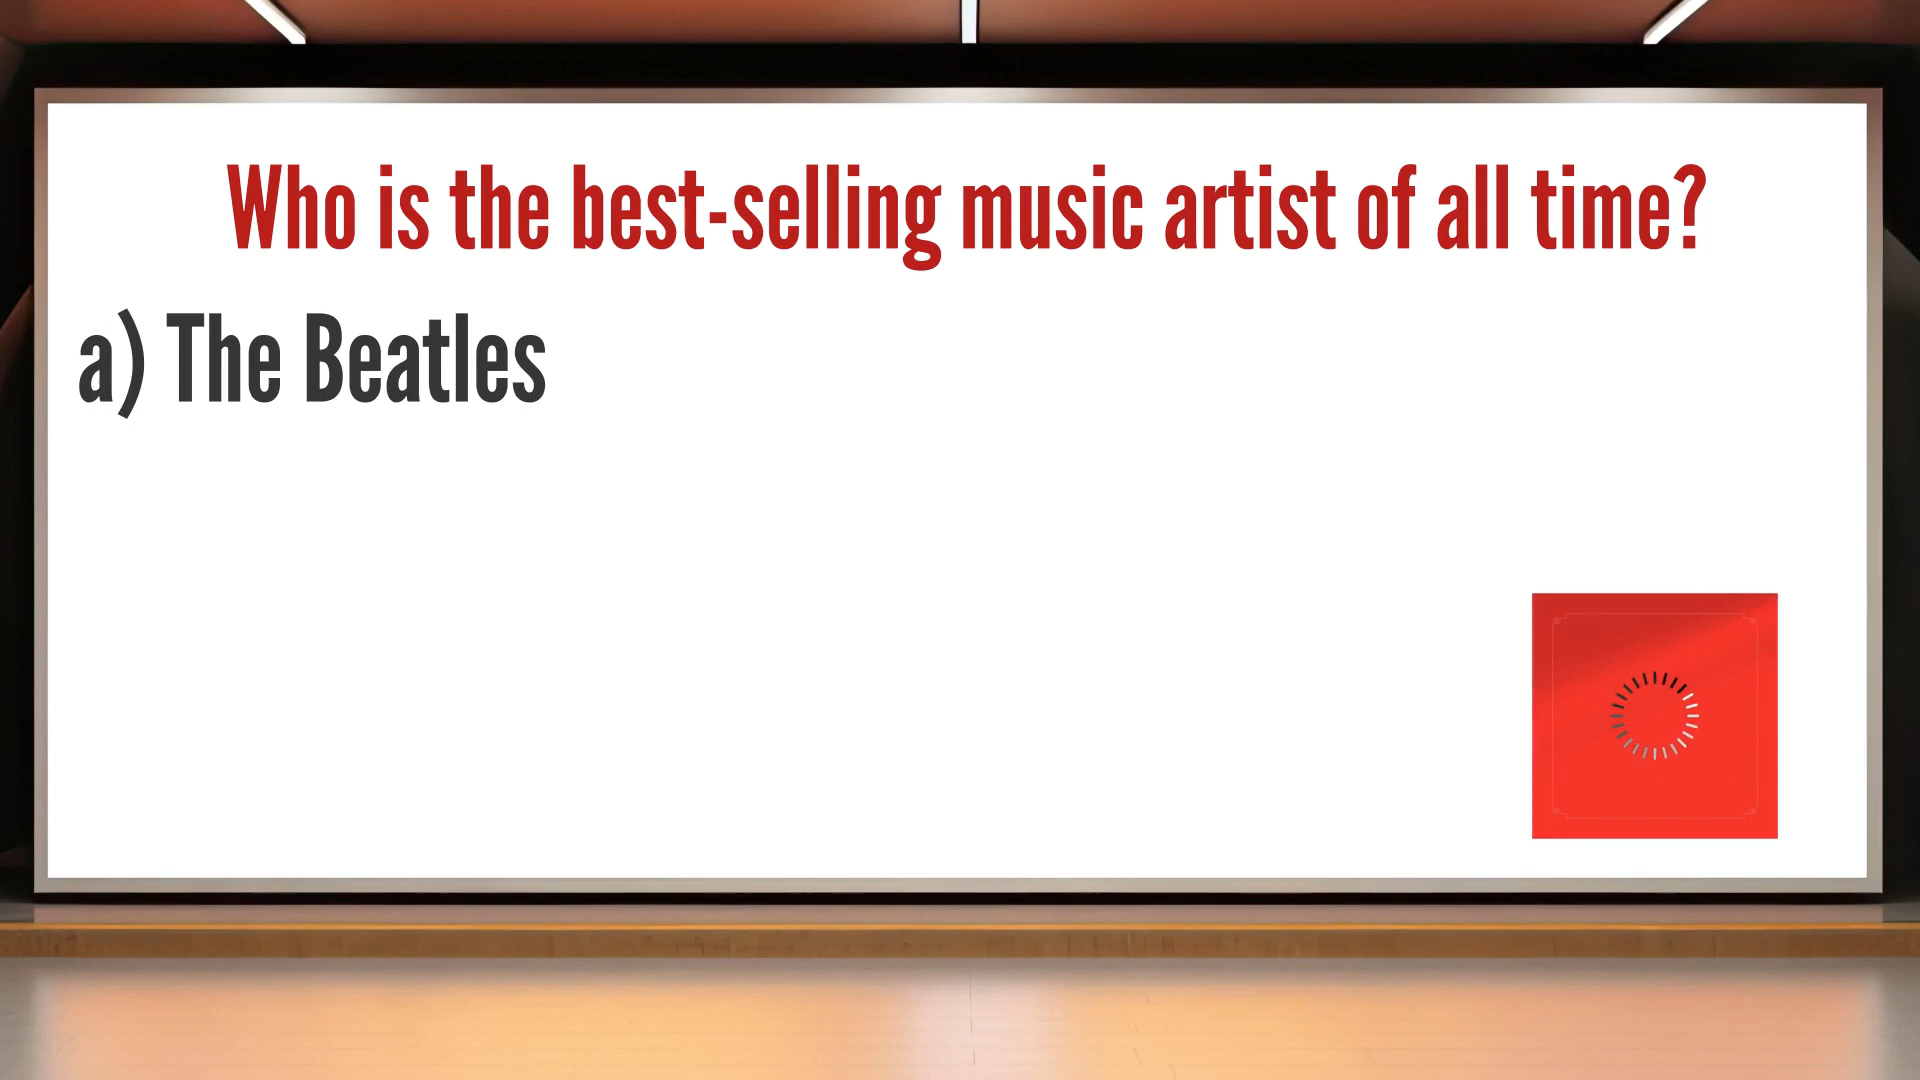 Who is the best-selling music artist of all time?
a) The Beatles